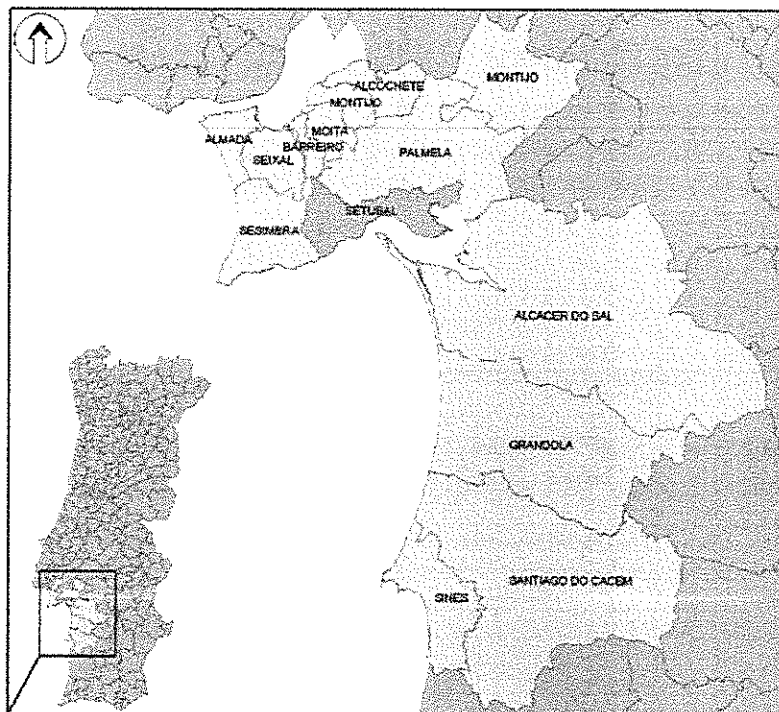 MONTIJO
ALCOCHETE
MONTIJO
MOITA
ALMADA
BARREIRO
SEIXAL
PALMELA
SETUBAL
SESIMBRA
ALCACER DO SAL
GRANDOLA
SANTIAGO DO CACEM
SINES